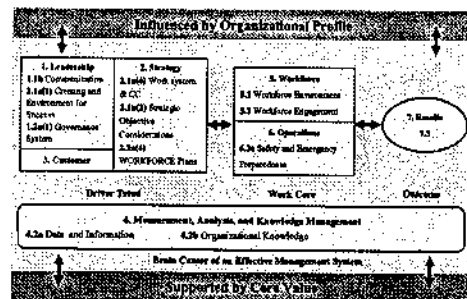 Influenced by Organizational Profile
1. Leadership
1.1b Communication
1.1c(1) Creating and
Environment for
Success
1.2a(1) Governance
System
3. Customer
2. Strategy
2.1a(4) Work system
& CC
2.1b(2) Strategic
Objective
Considerations
2.2a(4)
WORKFORCE Plans
5. Workforce
5.1 Workforce Environment
5.2 Workforce Engagement
6. Operations
6.2c Safety and Emergency
Preparedness
7. Results
7.3
Driver Triad
Work Core
Outcome
4. Measurement, Analysis, and Knowledge Management
4.2a Data and Information
4.2b Organizational Knowledge
Brain Center of an Effective Management System
Supported by Core Value